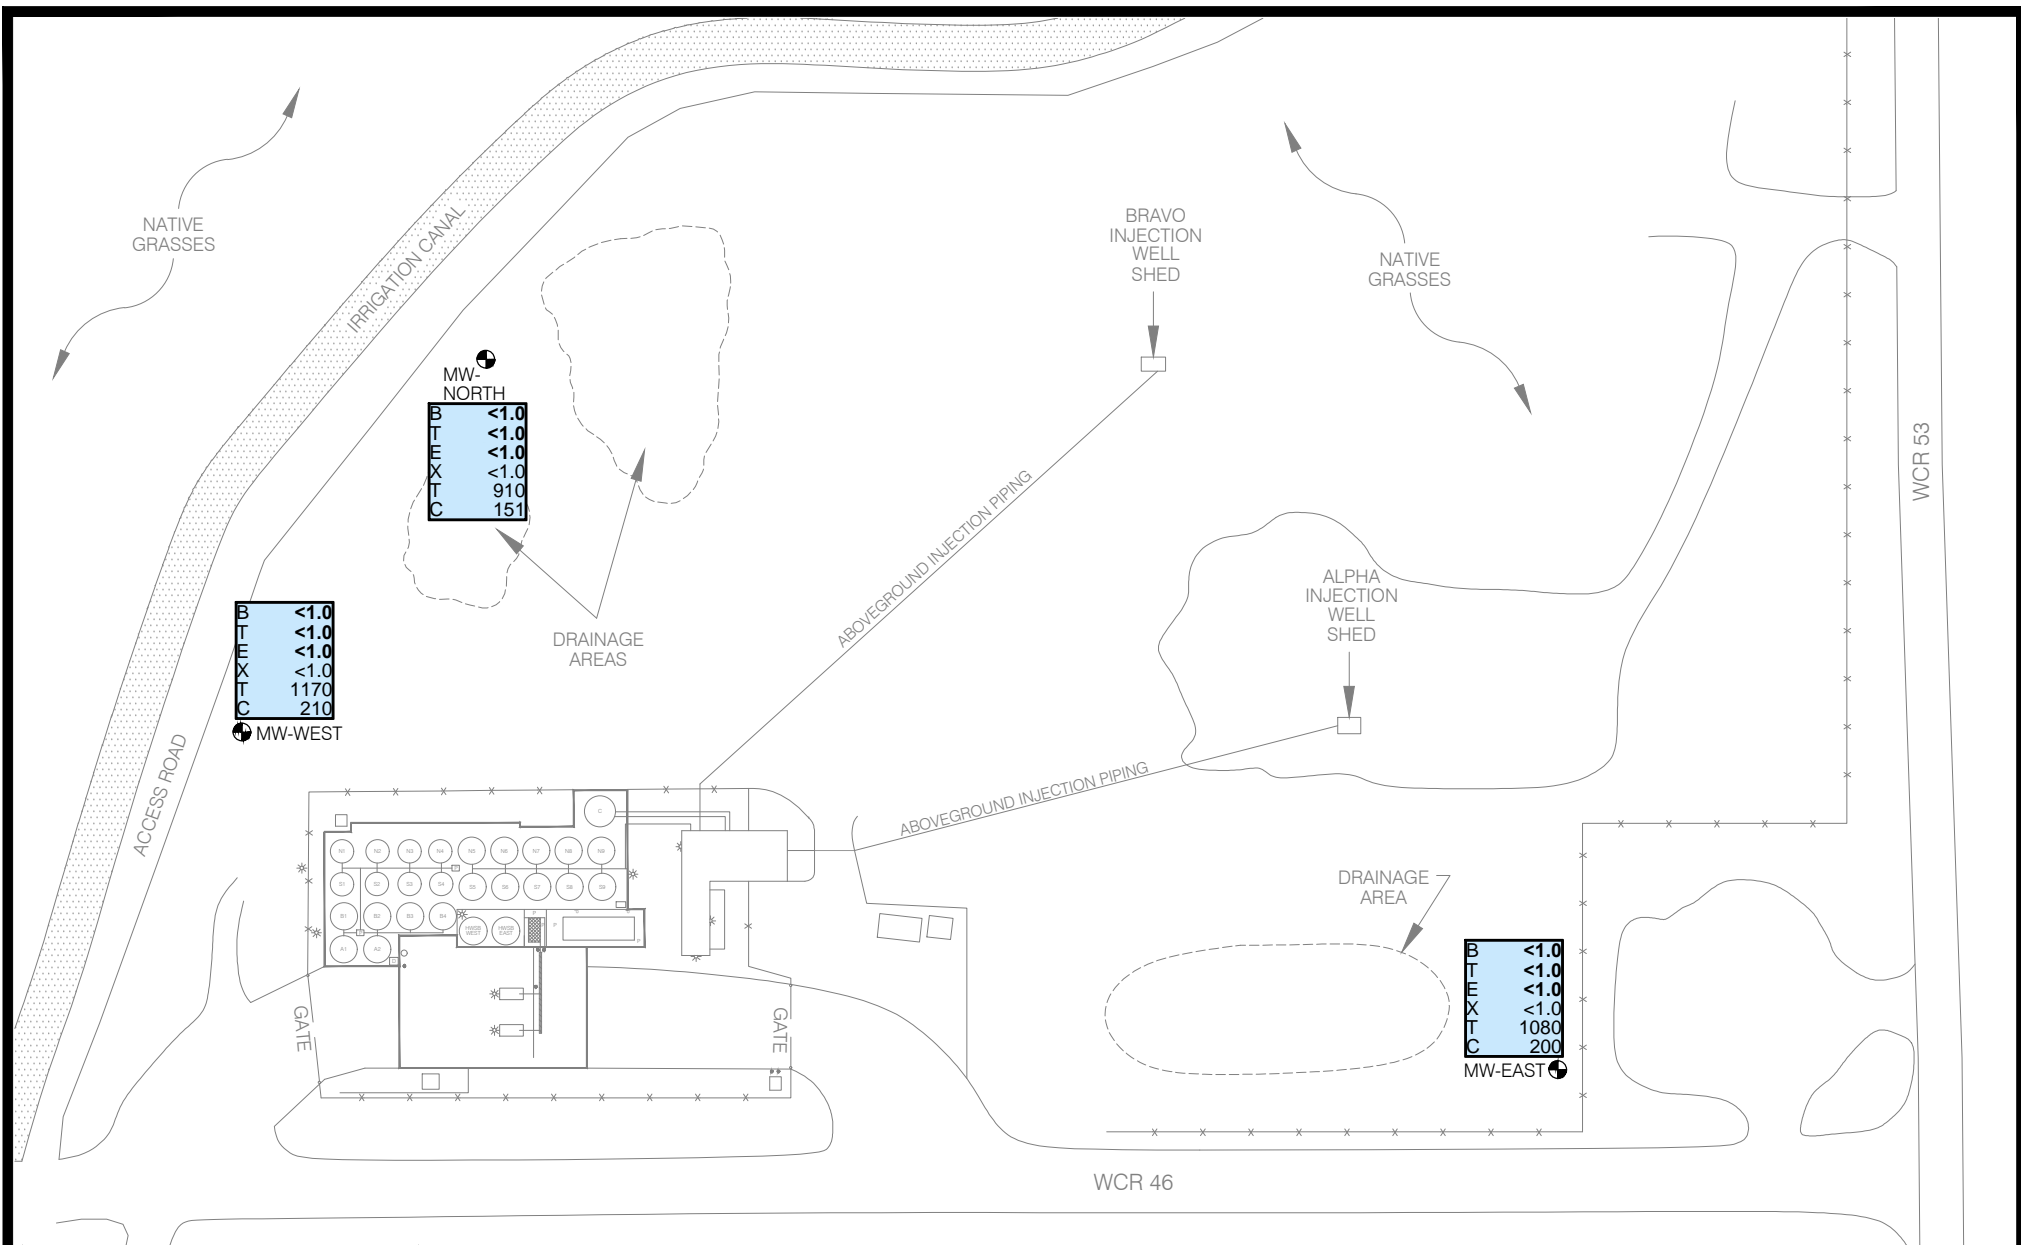 NATIVE
GRASSES
IRRIGATION CANAL
BRAVO
INJECTION
WELL
SHED
NATIVE
GRASSES
MW-
NORTH
B <1.0
T <1.0
E <1.0
X <1.0
T 910
C 151
WCR 53
ABOVEGROUND INJECTION PIPING
DRAINAGE
AREAS
B <1.0
T <1.0
E <1.0
X <1.0
T 1170
C 210
MW-WEST
ALPHA
INJECTION
WELL
SHED
ACCESS ROAD
ABOVEGROUND INJECTION PIPING
C
N1 N2 N3 N4 N5 N6 N7 N8 N9
S1 S2 S3 S4 S5 S6 S7 S8 S9
B1 B2 B3 B4
HWSB
WEST
HWSB
EAST
A1 A2
P
P
P
DRAINAGE
AREA
B <1.0
T <1.0
E <1.0
X <1.0
T 1080
C 200
MW-EAST
GATE
GATE
WCR 46